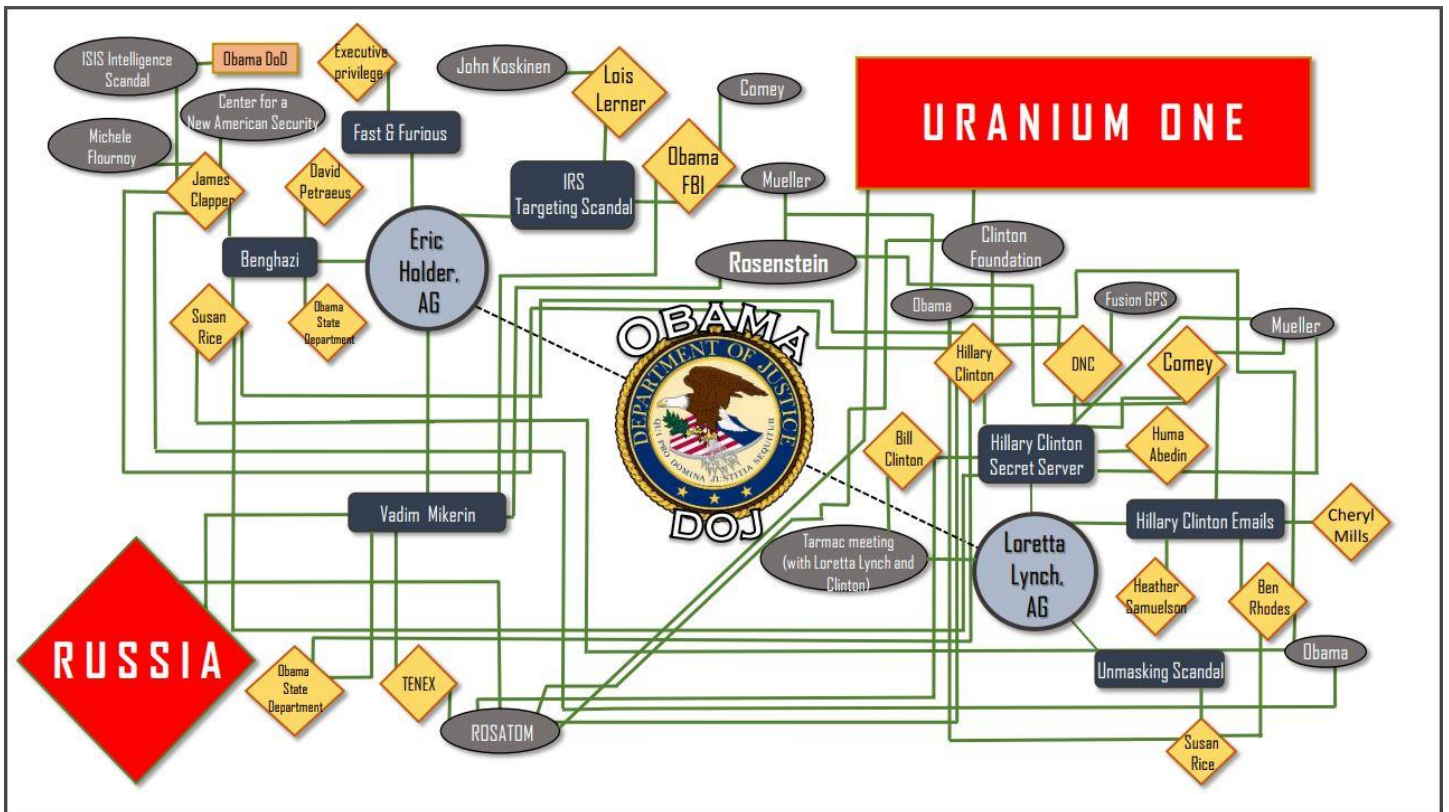 ISIS Intelligence
Scandal
Obama DoD
Executive
privilege
John Koskinen
Lois
Lerner
Comey
URANIUM ONE
Center for a
New American Security
Michele
Flournoy
Fast & Furious
James
Clapper
David
Petraeus
IRS
Targeting Scandal
Obama
FBI
Mueller
Benghazi
Eric
Holder,
AG
Rosenstein
Clinton
Foundation
Susan
Rice
Obama
State
Department
Obama
Fusion GPS
Mueller
OBAMA
DEPARTMENT OF JUSTICE
QUI PRO DOMINA JUSTITIA SEQUITUR
DOJ
Hillary
Clinton
DNC
Comey
Bill
Clinton
Hillary Clinton
Secret Server
Huma
Abedin
Vadim Mikerin
Hillary Clinton Emails
Cheryl
Mills
Tarmac meeting
(with Loretta Lynch and
Clinton)
Loretta
Lynch,
AG
Heather
Samuelson
Ben
Rhodes
RUSSIA
Obama
State
Department
TENEX
ROSATOM
Unmasking Scandal
Obama
Susan
Rice